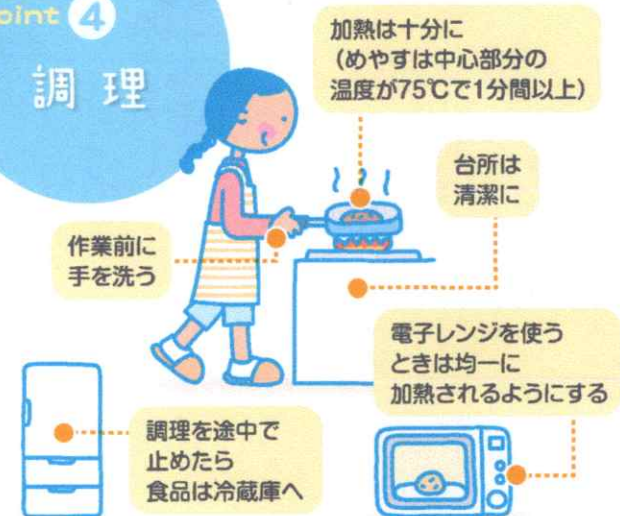 point 4
調理
加熱は十分に
(めやすは中心部分の
温度が75℃で1分間以上)
台所は
清潔に
作業前に
手を洗う
電子レンジを使う
ときは均一に
加熱されるようにする
調理を途中で
止めたら
食品は冷蔵庫へ